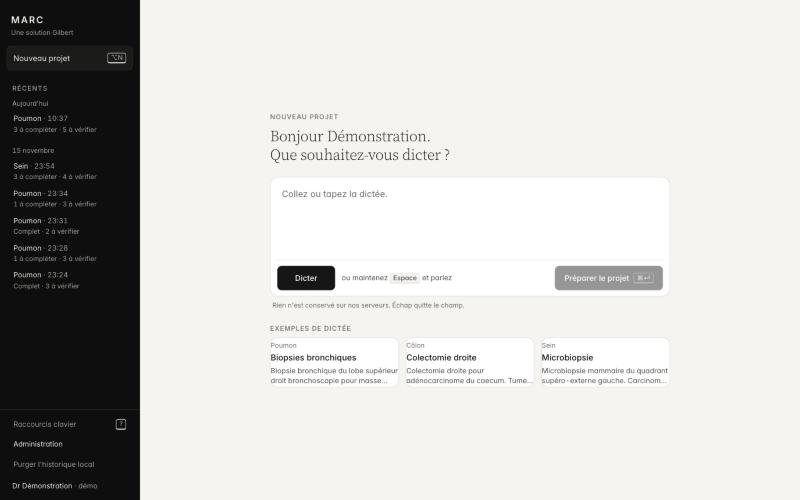 MARC
Une solution Gilbert
Nouveau projet ⌥N
RÉCENTS
Aujourd'hui
Poumon · 10:37
3 à compléter · 5 à vérifier
15 novembre
Sein · 23:54
3 à compléter · 4 à vérifier
Poumon · 23:34
1 à compléter · 3 à vérifier
Poumon · 23:31
Complet · 2 à vérifier
Poumon · 23:28
1 à compléter · 3 à vérifier
Poumon · 23:24
Complet · 3 à vérifier
Raccourcis clavier ?
Administration
Purger l'historique local
Dr Démonstration · démo
NOUVEAU PROJET
Bonjour Démonstration.
Que souhaitez-vous dicter ?
Collez ou tapez la dictée.
Dicter ou maintenez Espace et parlez Préparer le projet ⌘↵
Rien n'est conservé sur nos serveurs. Échap quitte le champ.
EXEMPLES DE DICTÉE
Poumon
Biopsies bronchiques
Biopsie bronchique du lobe supérieur
droit bronchoscopie pour masse...
Côlon
Colectomie droite
Colectomie droite pour
adénocarcinome du caecum. Tume...
Sein
Microbiopsie
Microbiopsie mammaire du quadrant
supéro-externe gauche. Carcinom...